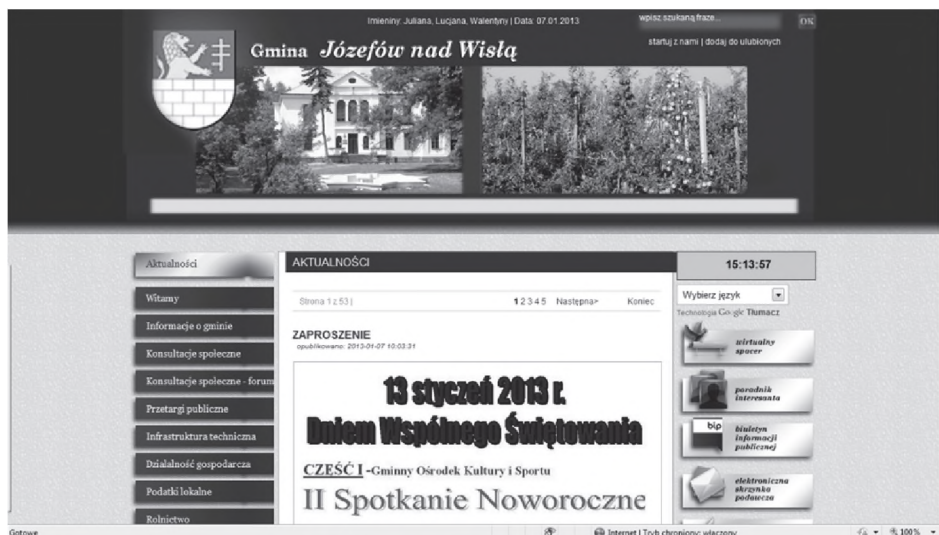 Imieniny: Juliana, Lucjana, Walentyny | Data: 07.01.2013
wpisz szukaną frazę...
OK
startuj z nami | dodaj do ulubionych
Gmina Józefów nad Wisłą
Aktualności
Witamy
Informacje o gminie
Konsultacje społeczne
Konsultacje społeczne - forum
Przetargi publiczne
Infrastruktura techniczna
Działalność gospodarcza
Podatki lokalne
Rolnictwo
AKTUALNOŚCI
Strona 1 z 53 |
1 2 3 4 5 Następna> Koniec
ZAPROSZENIE
opublikowano: 2013-01-07 10:03:31
13 styczeń 2013 r.
Dniem Wspólnego Świętowania
CZEŚĆ I -Gminny Ośrodek Kultury i Sportu
II Spotkanie Noworoczne
15:13:57
Wybierz język
Technologia Google Tłumacz
wirtualny
spacer
poradnik
interesanta
bip
biuletyn
informacji
publicznej
elektroniczna
skrzynka
podawcza
Gotowe
Internet | Tryb chroniony: włączony
100%